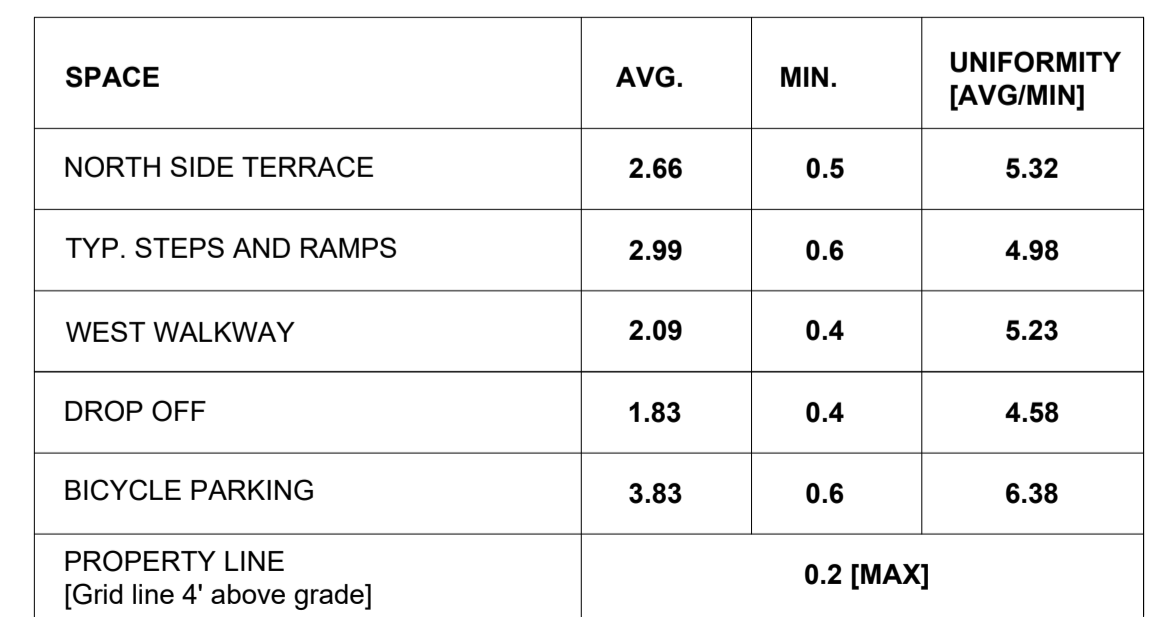 SPACE AVG. MIN. UNIFORMITY
[AVG/MIN]
NORTH SIDE TERRACE 2.66 0.5 5.32
TYP. STEPS AND RAMPS 2.99 0.6 4.98
WEST WALKWAY 2.09 0.4 5.23
DROP OFF 1.83 0.4 4.58
BICYCLE PARKING 3.83 0.6 6.38
PROPERTY LINE 0.2 [MAX]
[Grid line 4' above grade]